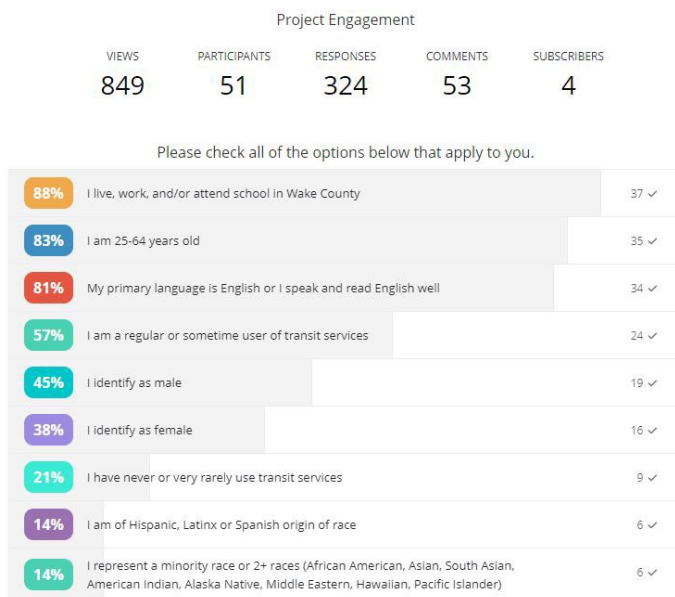 Project Engagement
VIEWS PARTICIPANTS RESPONSES COMMENTS SUBSCRIBERS
849 51 324 53 4
Please check all of the options below that apply to you.
88% I live, work, and/or attend school in Wake County 37 ✓
83% I am 25-64 years old 35 ✓
81% My primary language is English or I speak and read English well 34 ✓
57% I am a regular or sometime user of transit services 24 ✓
45% I identify as male 19 ✓
38% I identify as female 16 ✓
21% I have never or very rarely use transit services 9 ✓
14% I am of Hispanic, Latinx or Spanish origin of race 6 ✓
14% I represent a minority race or 2+ races (African American, Asian, South Asian, 6 ✓
American Indian, Alaska Native, Middle Eastern, Hawaiian, Pacific Islander)